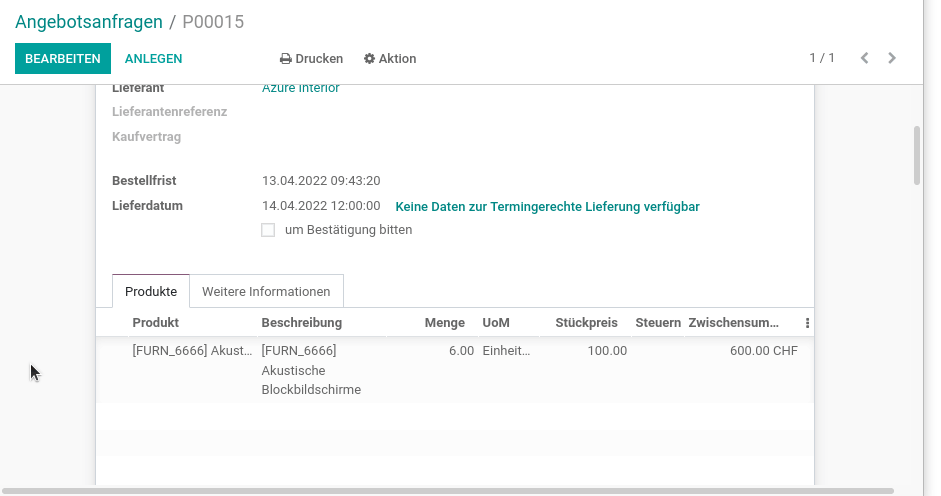 Angebotsanfragen / P00015
BEARBEITEN ANLEGEN Drucken Aktion 1 / 1
Lieferant Azure Interior
Lieferantenreferenz
Kaufvertrag
Bestellfrist 13.04.2022 09:43:20
Lieferdatum 14.04.2022 12:00:00 Keine Daten zur Termingerechte Lieferung verfügbar
um Bestätigung bitten
Produkte Weitere Informationen
Produkt Beschreibung Menge UoM Stückpreis Steuern Zwischensum...
[FURN_6666] Akust... [FURN_6666] 6.00 Einheit... 100.00 600.00 CHF
Akustische
Blockbildschirme